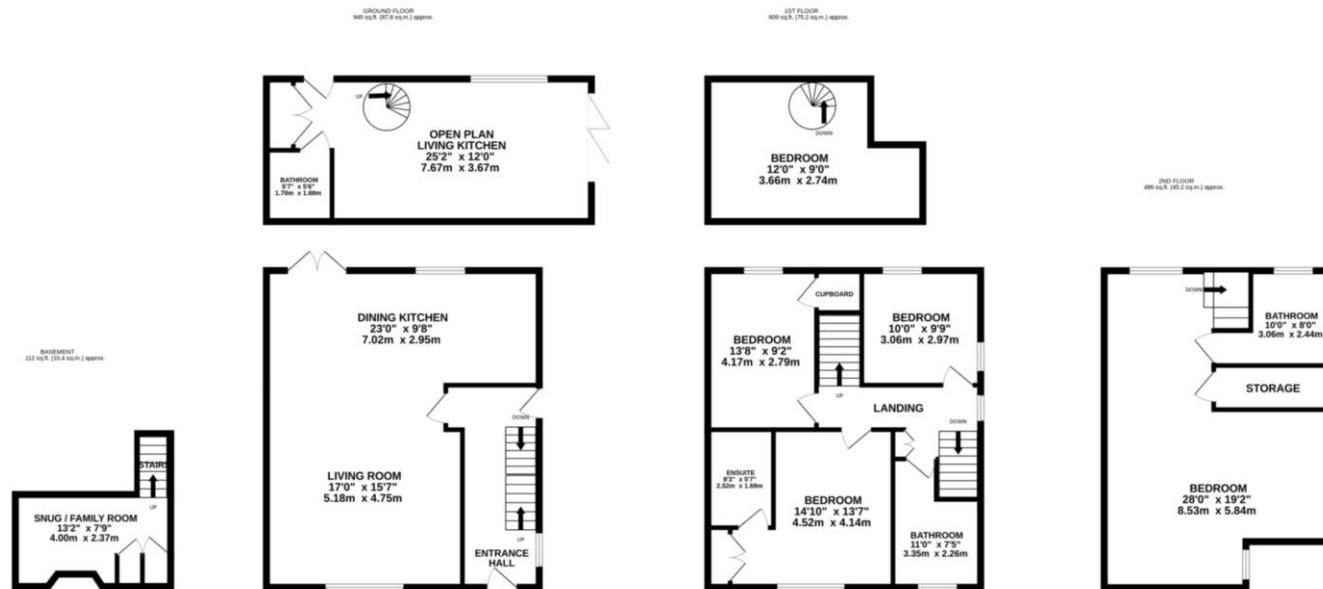 GROUND FLOOR
945 sq.ft. (87.8 sq.m.) approx.
1ST FLOOR
809 sq.ft. (75.2 sq.m.) approx.
UP
OPEN PLAN
LIVING KITCHEN
25'2" x 12'0"
7.67m x 3.67m
BATHROOM
5'7" x 5'6"
1.70m x 1.68m
DOWN
BEDROOM
12'0" x 9'0"
3.66m x 2.74m
2ND FLOOR
486 sq.ft. (45.2 sq.m.) approx.
BASEMENT
112 sq.ft. (10.4 sq.m.) approx.
STAIRS
UP
SNUG / FAMILY ROOM
13'2" x 7'9"
4.00m x 2.37m
DINING KITCHEN
23'0" x 9'8"
7.02m x 2.95m
DOWN
LIVING ROOM
17'0" x 15'7"
5.18m x 4.75m
UP
ENTRANCE
HALL
CUPBOARD
BEDROOM
10'0" x 9'9"
3.06m x 2.97m
BEDROOM
13'8" x 9'2"
4.17m x 2.79m
UP
LANDING
DOWN
ENSUITE
8'3" x 5'7"
2.52m x 1.69m
BEDROOM
14'10" x 13'7"
4.52m x 4.14m
BATHROOM
11'0" x 7'5"
3.35m x 2.26m
DOWN
BATHROOM
10'0" x 8'0"
3.06m x 2.44m
STORAGE
BEDROOM
28'0" x 19'2"
8.53m x 5.84m